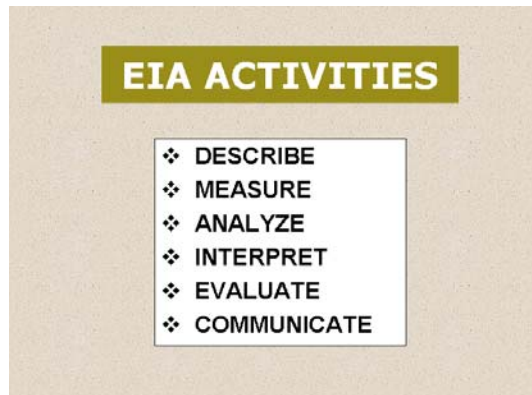 EIA ACTIVITIES
❖ DESCRIBE
❖ MEASURE
❖ ANALYZE
❖ INTERPRET
❖ EVALUATE
❖ COMMUNICATE